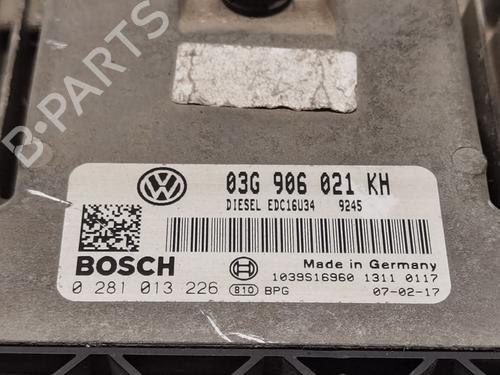 B-PARTS
03G 906 021 KH
DIESEL EDC16U34 9245
BOSCH
Made in Germany
1039S16960 1311 0117
0 281 013 226 810 BPG 07-02-17